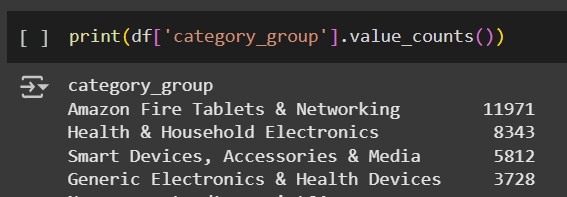 [ ] print(df['category_group'].value_counts())
category_group
Amazon Fire Tablets & Networking 11971
Health & Household Electronics 8343
Smart Devices, Accessories & Media 5812
Generic Electronics & Health Devices 3728